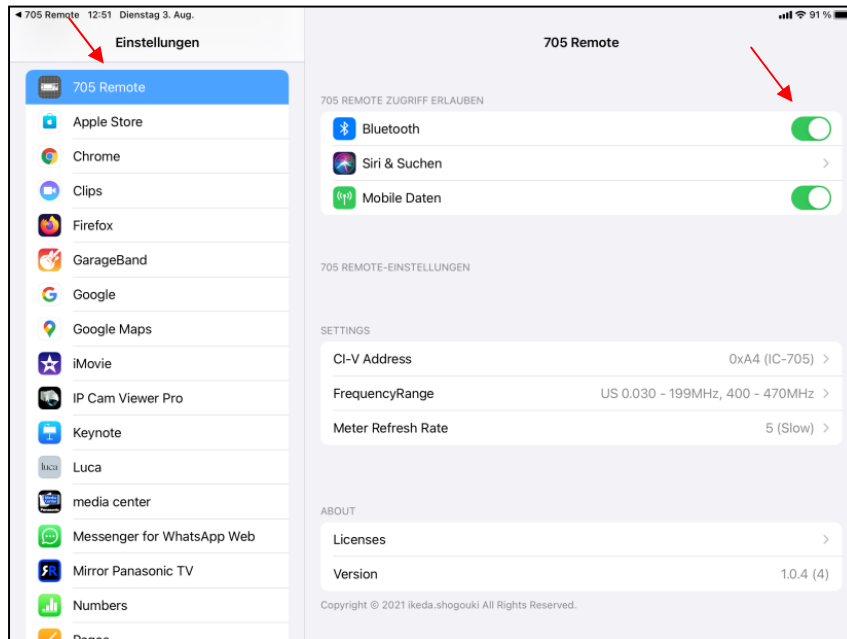 705 Remote 12:51 Dienstag 3. Aug.
91 %
Einstellungen
705 Remote
Apple Store
Chrome
Clips
Firefox
GarageBand
Google
Google Maps
iMovie
IP Cam Viewer Pro
Keynote
luca Luca
media center
Messenger for WhatsApp Web
Mirror Panasonic TV
Numbers
Pages
705 Remote
705 REMOTE ZUGRIFF ERLAUBEN
Bluetooth
Siri & Suchen
Mobile Daten
705 REMOTE-EINSTELLUNGEN
SETTINGS
CI-V Address 0xA4 (IC-705)
FrequencyRange US 0.030 - 199MHz, 400 - 470MHz
Meter Refresh Rate 5 (Slow)
ABOUT
Licenses
Version 1.0.4 (4)
Copyright © 2021 ikeda.shogouki All Rights Reserved.